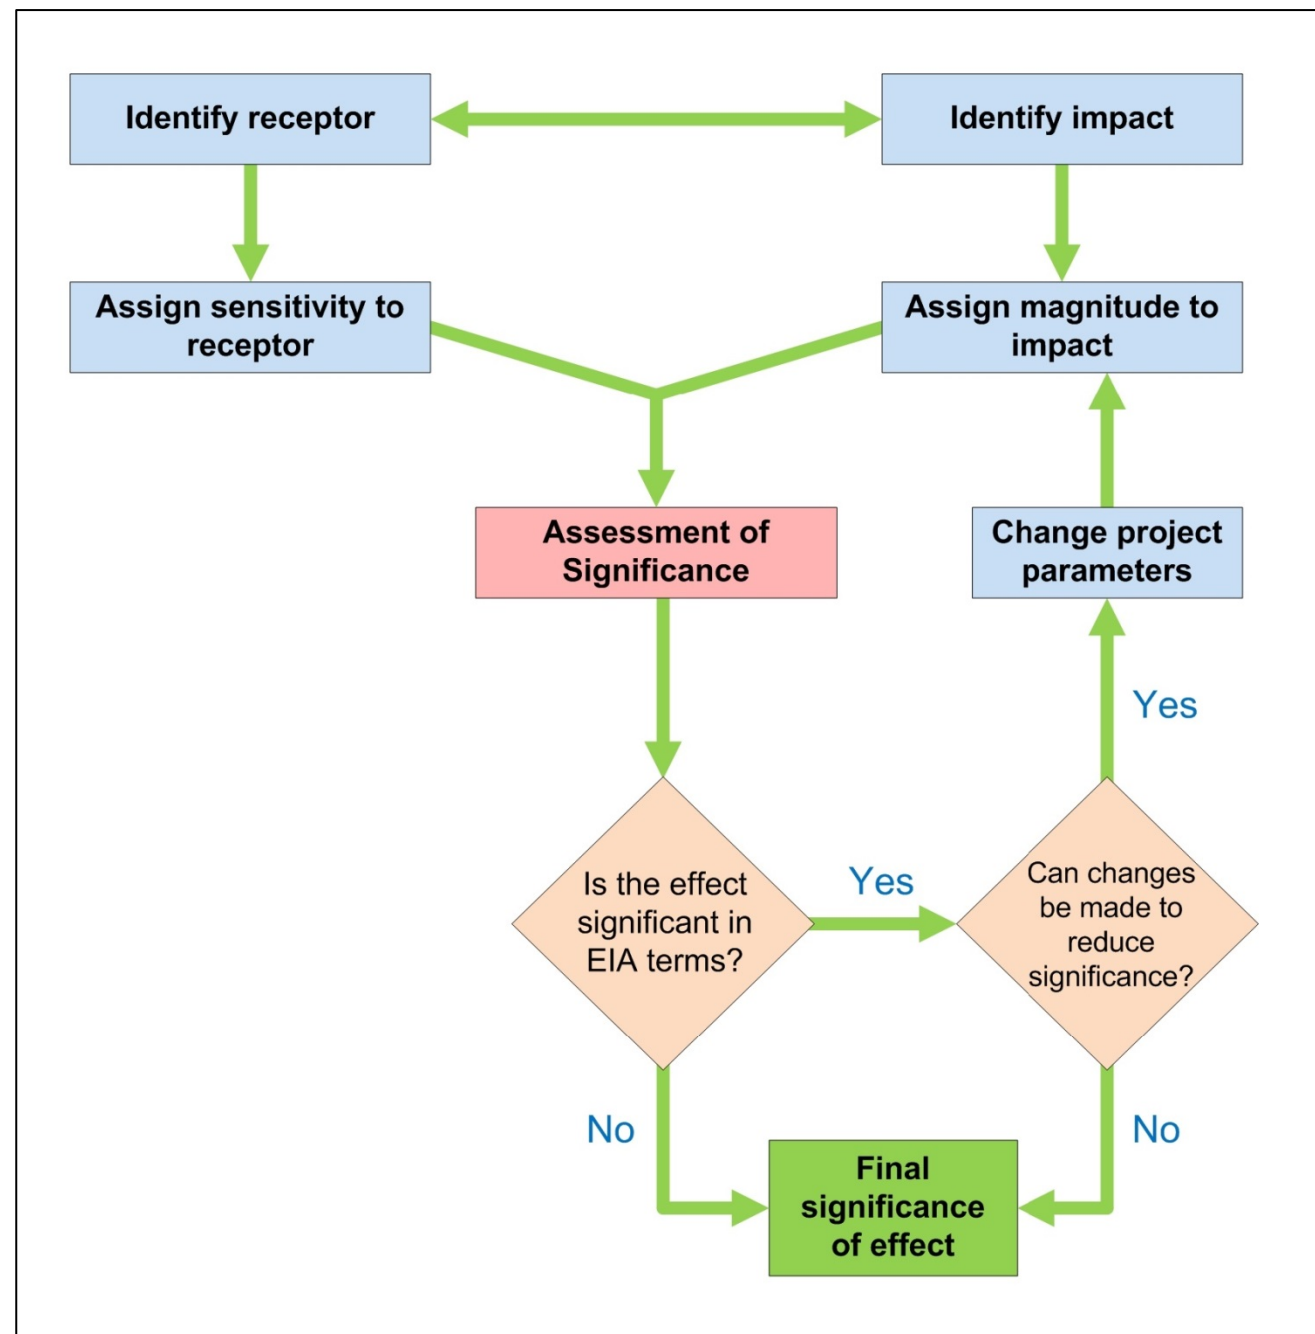 Identify receptor
Identify impact
Assign sensitivity to
receptor
Assign magnitude to
impact
Assessment of
Significance
Change project
parameters
Yes
Is the effect
significant in
EIA terms?
Yes
Can changes
be made to
reduce
significance?
No
No
Final
significance
of effect